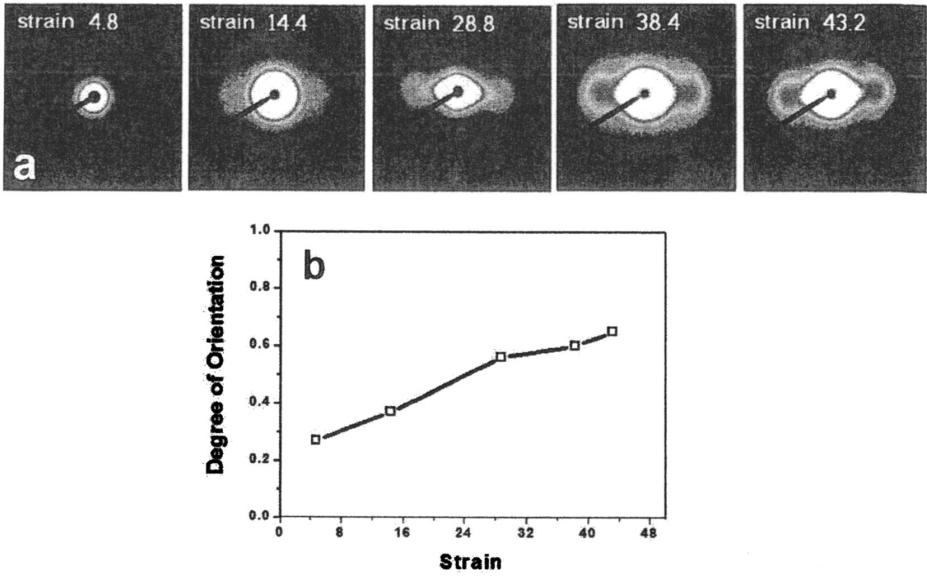 strain 4.8
strain 14.4
strain 28.8
strain 38.4
strain 43.2
a
b
Degree of Orientation
1.0
0.8
0.6
0.4
0.2
0.0
0 8 16 24 32 40 48
Strain